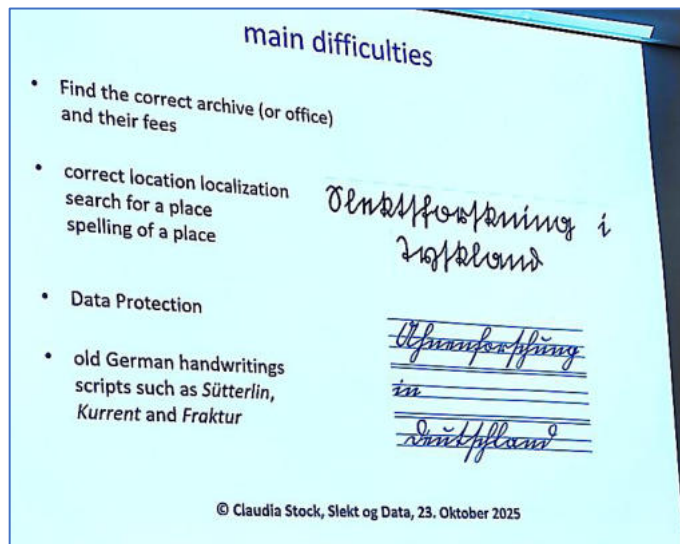 main difficulties
• Find the correct archive (or office)
and their fees
• correct location localization
search for a place
spelling of a place
Slektsforskning i
Tyskland
• Data Protection
• old German handwritings
scripts such as Sütterlin,
Kurrent and Fraktur
Ahnenforschung
in
Deutschland
© Claudia Stock, Slekt og Data, 23. Oktober 2025